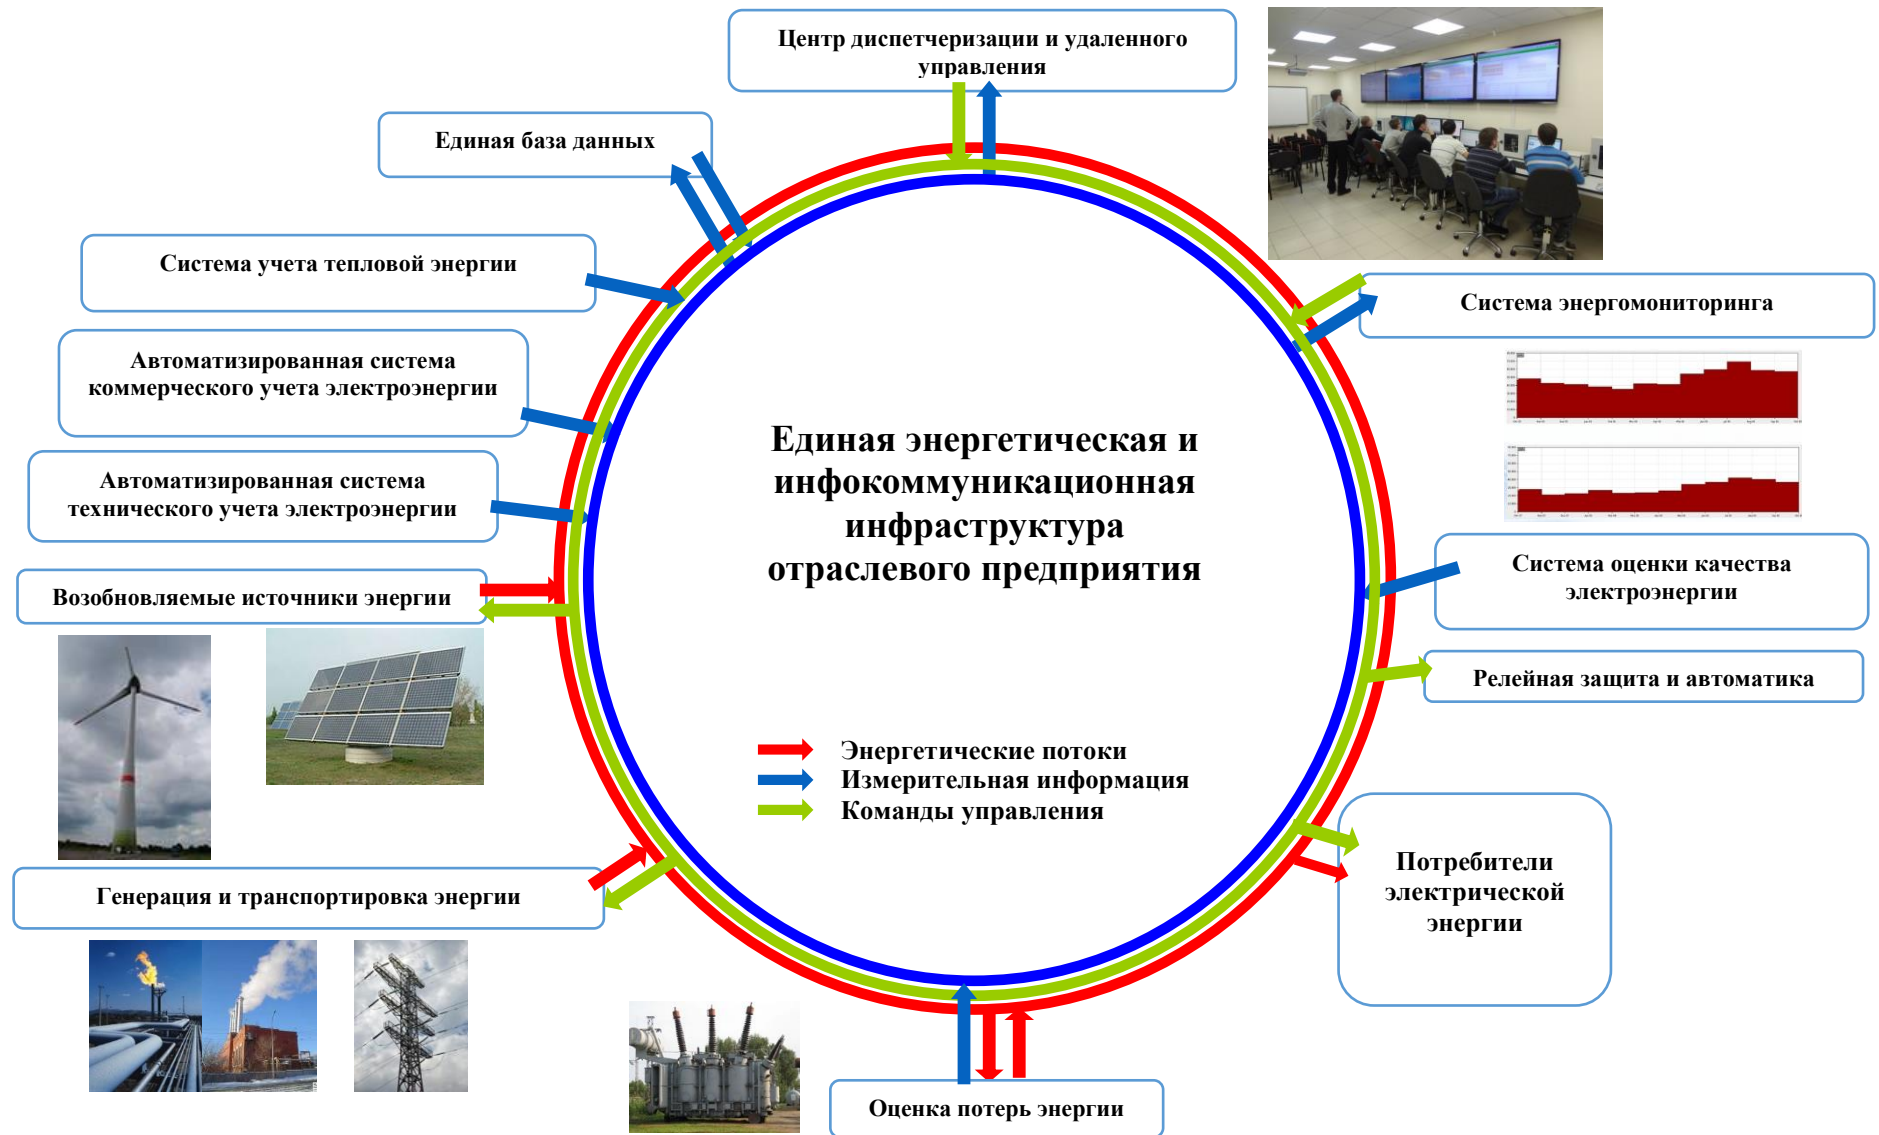 Центр диспетчеризации и удаленного
управления
Единая база данных
Система учета тепловой энергии
Автоматизированная система
коммерческого учета электроэнергии
Автоматизированная система
технического учета электроэнергии
Возобновляемые источники энергии
Генерация и транспортировка энергии
Единая энергетическая и
инфокоммуникационная
инфраструктура
отраслевого предприятия
Энергетические потоки
Измерительная информация
Команды управления
Система энергомониторинга
Система оценки качества
электроэнергии
Релейная защита и автоматика
Потребители
электрической
энергии
Оценка потерь энергии